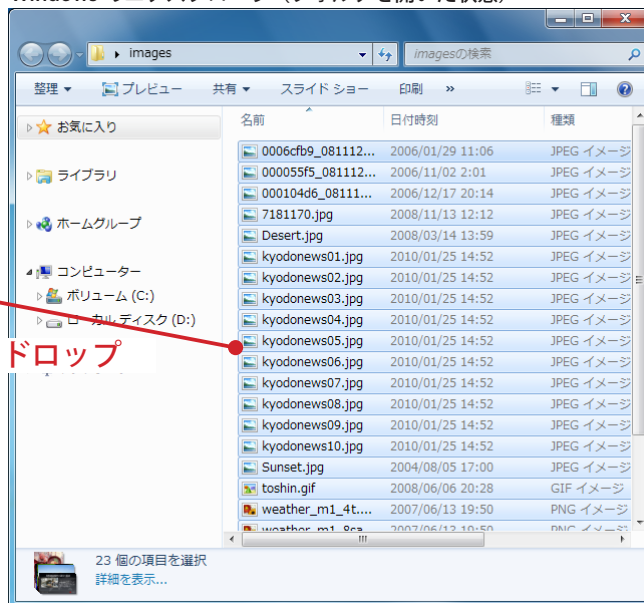 images
imagesの検索
整理 プレビュー 共有 スライド ショー 印刷 »
名前 日付時刻 種類
お気に入り
ライブラリ
ホームグループ
コンピューター
ボリューム (C:)
ローカル ディスク (D:)
ドロップ
0006cfb9_081112... 2006/01/29 11:06 JPEG イメージ
000055f5_081112... 2006/11/02 2:01 JPEG イメージ
000104d6_08111... 2006/12/17 20:14 JPEG イメージ
7181170.jpg 2008/11/13 12:12 JPEG イメージ
Desert.jpg 2008/03/14 13:59 JPEG イメージ
kyodonews01.jpg 2010/01/25 14:52 JPEG イメージ
kyodonews02.jpg 2010/01/25 14:52 JPEG イメージ
kyodonews03.jpg 2010/01/25 14:52 JPEG イメージ
kyodonews04.jpg 2010/01/25 14:52 JPEG イメージ
kyodonews05.jpg 2010/01/25 14:52 JPEG イメージ
kyodonews06.jpg 2010/01/25 14:52 JPEG イメージ
kyodonews07.jpg 2010/01/25 14:52 JPEG イメージ
kyodonews08.jpg 2010/01/25 14:52 JPEG イメージ
kyodonews09.jpg 2010/01/25 14:52 JPEG イメージ
kyodonews10.jpg 2010/01/25 14:52 JPEG イメージ
Sunset.jpg 2004/08/05 17:00 JPEG イメージ
toshin.gif 2008/06/06 20:28 GIF イメージ
weather_m1_4t.... 2007/06/13 19:50 PNG イメージ
23 個の項目を選択
詳細を表示...